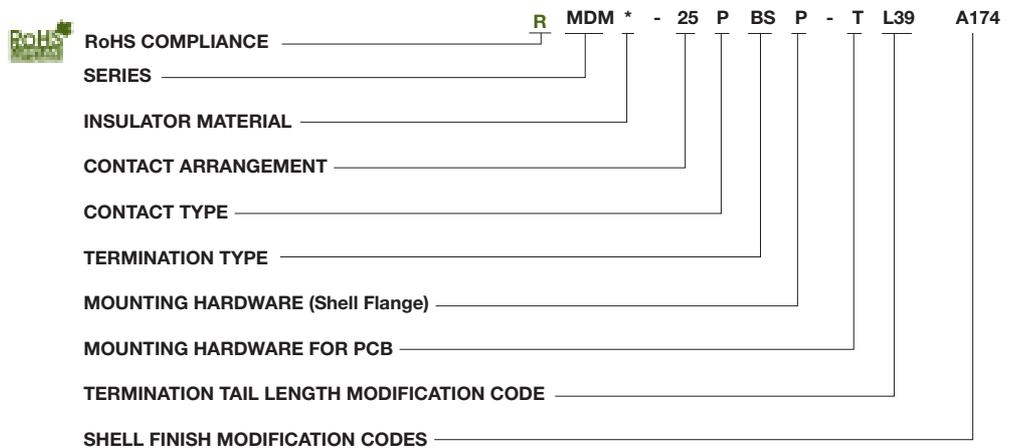 R MDM * - 25 P BS P - T L39 A174
RoHS
RoHS COMPLIANCE
SERIES
INSULATOR MATERIAL
CONTACT ARRANGEMENT
CONTACT TYPE
TERMINATION TYPE
MOUNTING HARDWARE (Shell Flange)
MOUNTING HARDWARE FOR PCB
TERMINATION TAIL LENGTH MODIFICATION CODE
SHELL FINISH MODIFICATION CODES